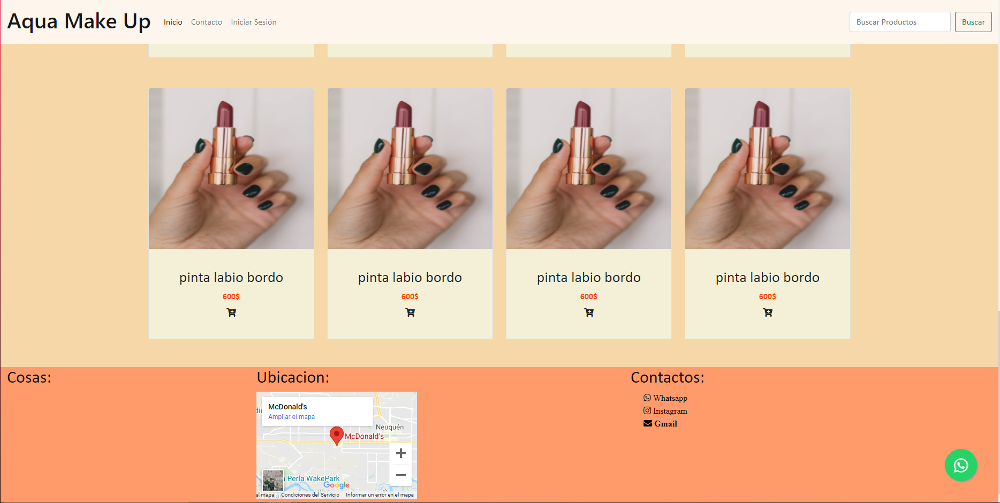 Aqua Make Up
Inicio
Contacto
Iniciar Sesión
Buscar Productos
Buscar
pinta labio bordo
600$
pinta labio bordo
600$
pinta labio bordo
600$
pinta labio bordo
600$
Cosas:
Ubicacion:
McDonald's
Ampliar el mapa
Neuquén
McDonald's
Perla WakePark
Google
el mapa
Condiciones del Servicio
Informar un error en el mapa
Contactos:
Whatsapp
Instagram
Gmail